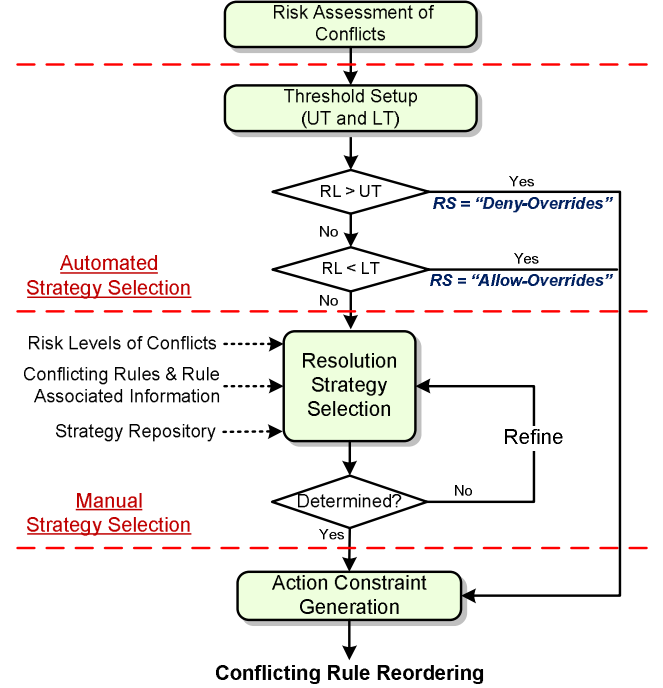 Risk Assessment of
Conflicts
Threshold Setup
(UT and LT)
RL > UT
Yes
RS = “Deny-Overrides”
No
RL < LT
Yes
RS = “Allow-Overrides”
No
Automated
Strategy Selection
Risk Levels of Conflicts
Conflicting Rules & Rule
Associated Information
Strategy Repository
Resolution
Strategy
Selection
Refine
Determined?
No
Yes
Manual
Strategy Selection
Action Constraint
Generation
Conflicting Rule Reordering